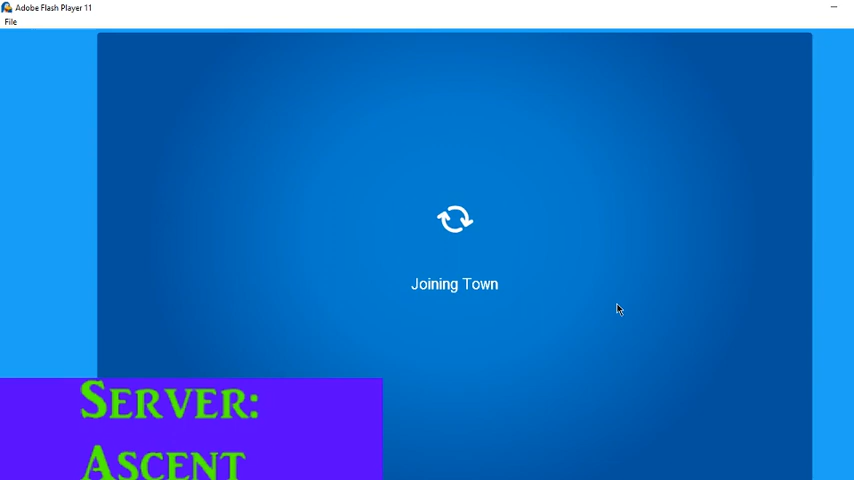 Adobe Flash Player 11
File
Joining Town
SERVER:
ASCENT